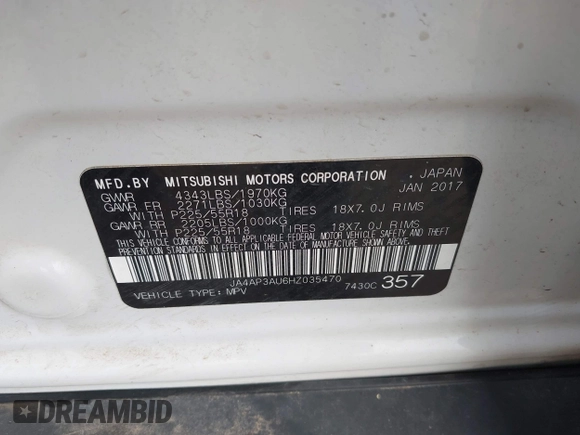 MFD.BY MITSUBISHI MOTORS CORPORATION . JAPAN
GVWR 4343LBS/1970KG JAN 2017
GAWR FR 2271LBS/1030KG
WITH P225/55R18 TIRES 18X7.0J RIMS
GAWR RR 2205LBS/1000KG
WITH P225/55R18 TIRES 18X7.0J RIMS
THIS VEHICLE CONFORMS TO ALL APPLICABLE FEDERAL MOTOR VEHICLE SAFETY AND THEFT
PREVENTION STANDARDS IN EFFECT ON THE DATE OF MANUFACTURE SHOWN ABOVE.
JA4AP3AU6HZ035470
VEHICLE TYPE: MPV 7430C 357
DREAMBID